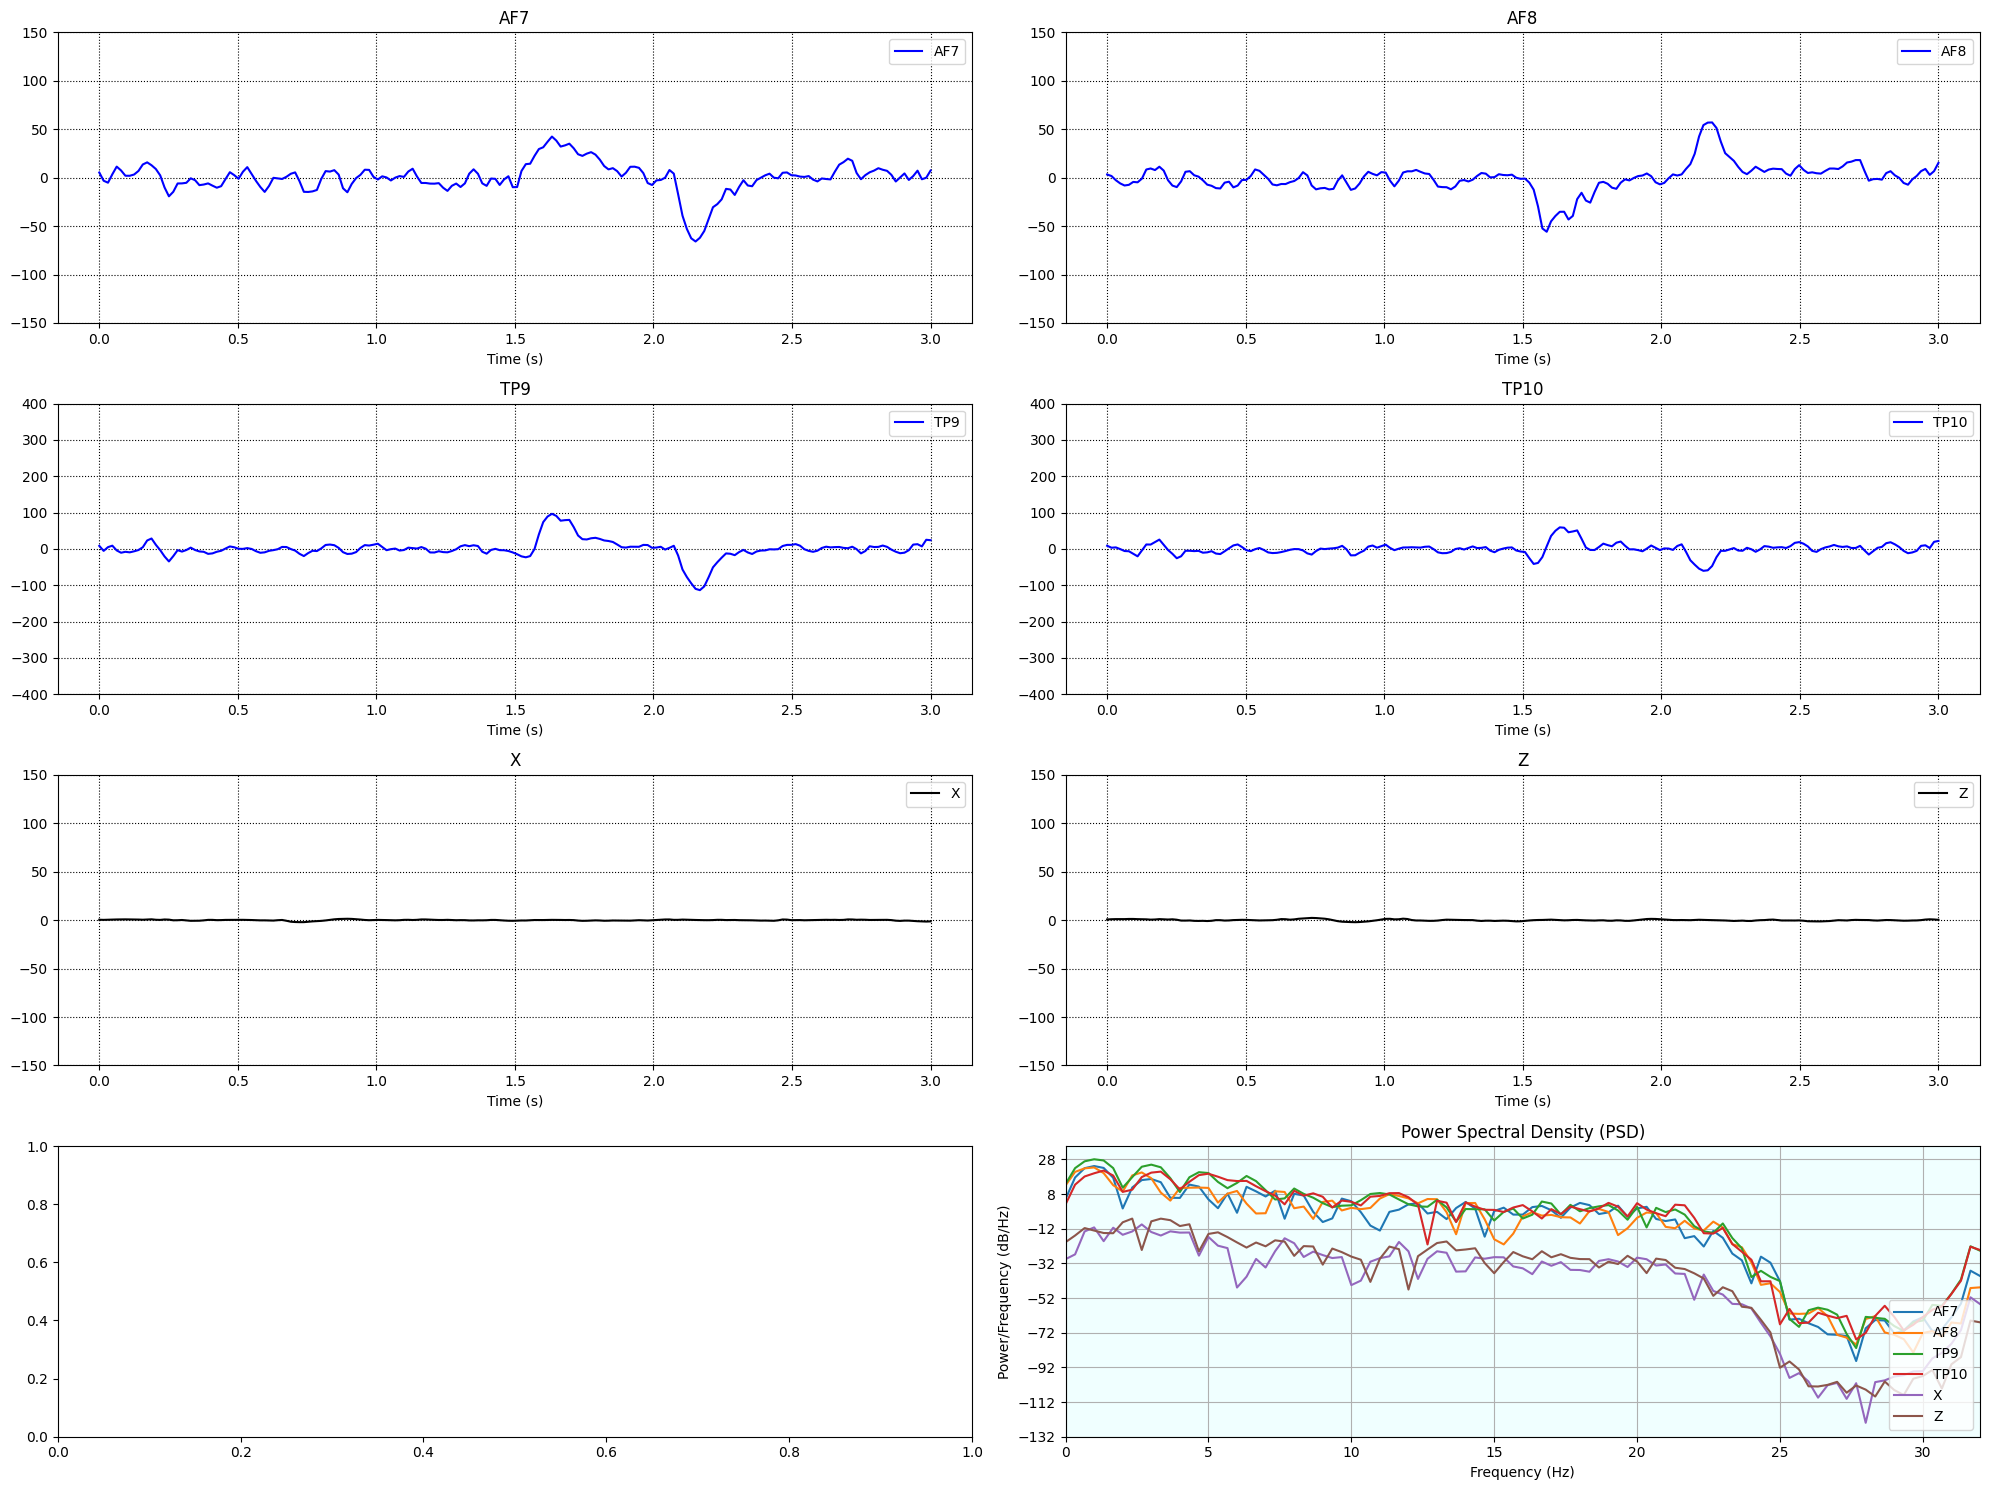 AF7
AF7
150
100
50
0
−50
−100
−150
0.0 0.5 1.0 1.5 2.0 2.5 3.0
Time (s)
AF8
AF8
150
100
50
0
−50
−100
−150
0.0 0.5 1.0 1.5 2.0 2.5 3.0
Time (s)
TP9
TP9
400
300
200
100
0
−100
−200
−300
−400
0.0 0.5 1.0 1.5 2.0 2.5 3.0
Time (s)
TP10
TP10
400
300
200
100
0
−100
−200
−300
−400
0.0 0.5 1.0 1.5 2.0 2.5 3.0
Time (s)
X
X
150
100
50
0
−50
−100
−150
0.0 0.5 1.0 1.5 2.0 2.5 3.0
Time (s)
Z
Z
150
100
50
0
−50
−100
−150
0.0 0.5 1.0 1.5 2.0 2.5 3.0
Time (s)
1.0
0.8
0.6
0.4
0.2
0.0
0.0 0.2 0.4 0.6 0.8 1.0
Power Spectral Density (PSD)
Power/Frequency (dB/Hz)
28
8
−12
−32
−52
−72
−92
−112
−132
AF7
AF8
TP9
TP10
X
Z
0 5 10 15 20 25 30
Frequency (Hz)